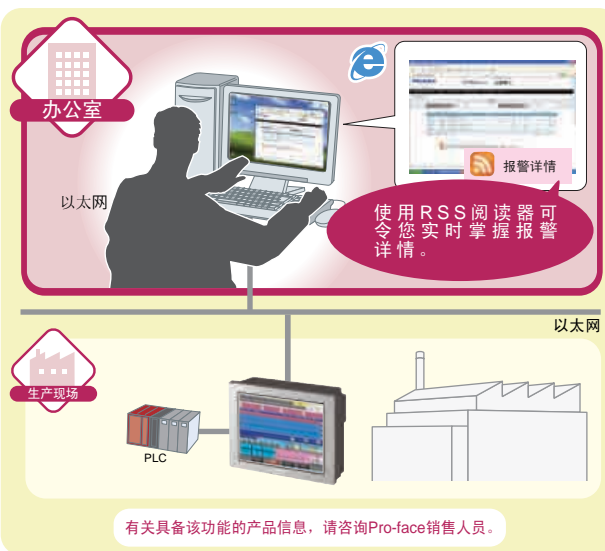 办公室
以太网
报警详情
使用RSS阅读器可
令您实时掌握报警
详情。
以太网
生产现场
PLC
有关具备该功能的产品信息，请咨询Pro-face销售人员。